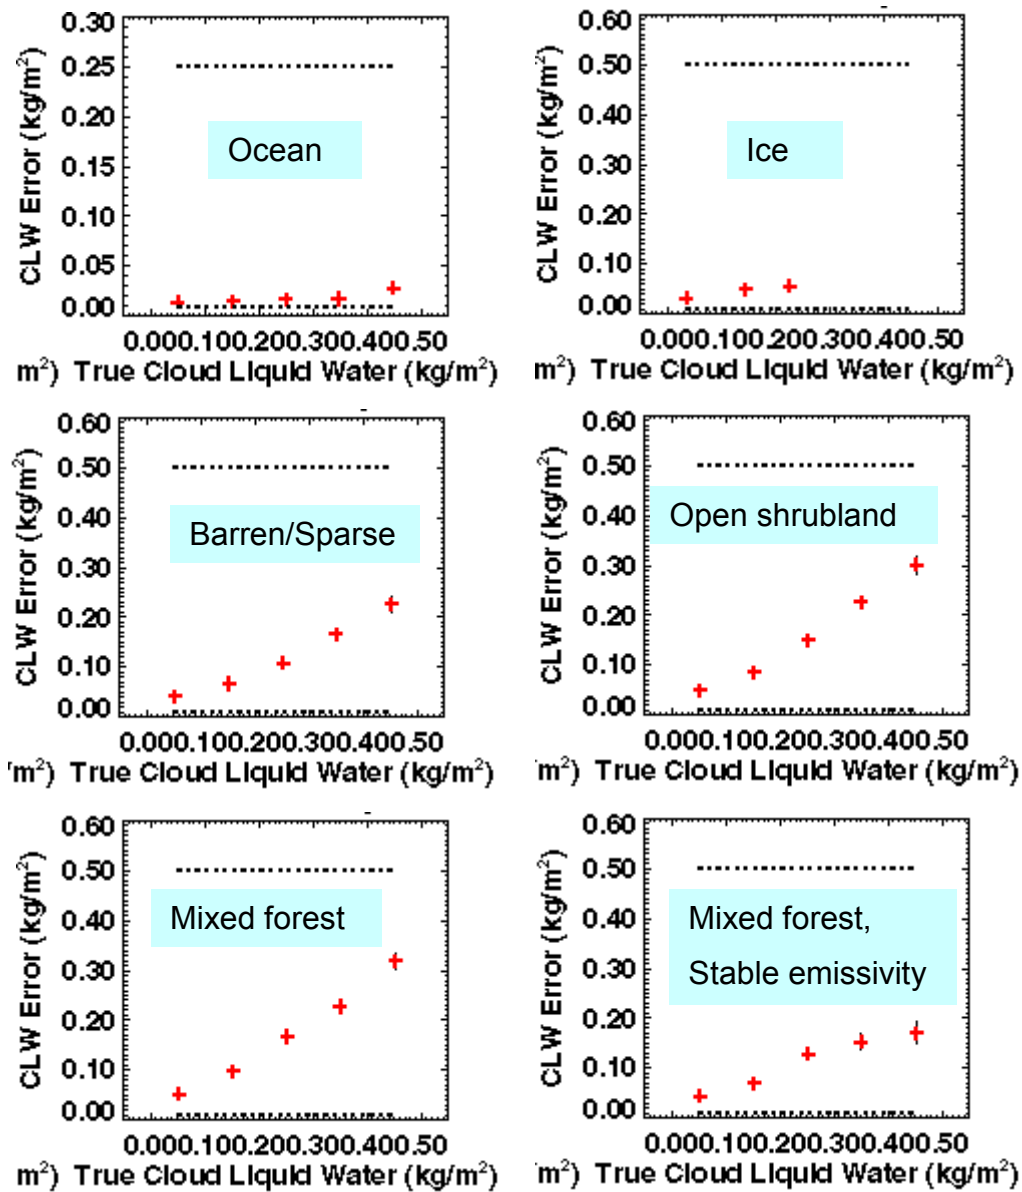 0.30
0.25
0.20
0.15
0.10
0.05
0.00
CLW Error (kg/m²)
Ocean
0.000.100.200.300.400.50
m²) True Cloud Liquid Water (kg/m²)
0.60
0.50
0.40
0.30
0.20
0.10
0.00
CLW Error (kg/m²)
Ice
0.000.100.200.300.400.50
m²) True Cloud Liquid Water (kg/m²)
0.60
0.50
0.40
0.30
0.20
0.10
0.00
CLW Error (kg/m²)
Barren/Sparse
0.000.100.200.300.400.50
'm²) True Cloud Liquid Water (kg/m²)
0.60
0.50
0.40
0.30
0.20
0.10
0.00
CLW Error (kg/m²)
Open shrubland
0.000.100.200.300.400.50
'm²) True Cloud Liquid Water (kg/m²)
0.60
0.50
0.40
0.30
0.20
0.10
0.00
CLW Error (kg/m²)
Mixed forest
0.000.100.200.300.400.50
m²) True Cloud Liquid Water (kg/m²)
0.60
0.50
0.40
0.30
0.20
0.10
0.00
CLW Error (kg/m²)
Mixed forest,
Stable emissivity
0.000.100.200.300.400.50
'm²) True Cloud Liquid Water (kg/m²)